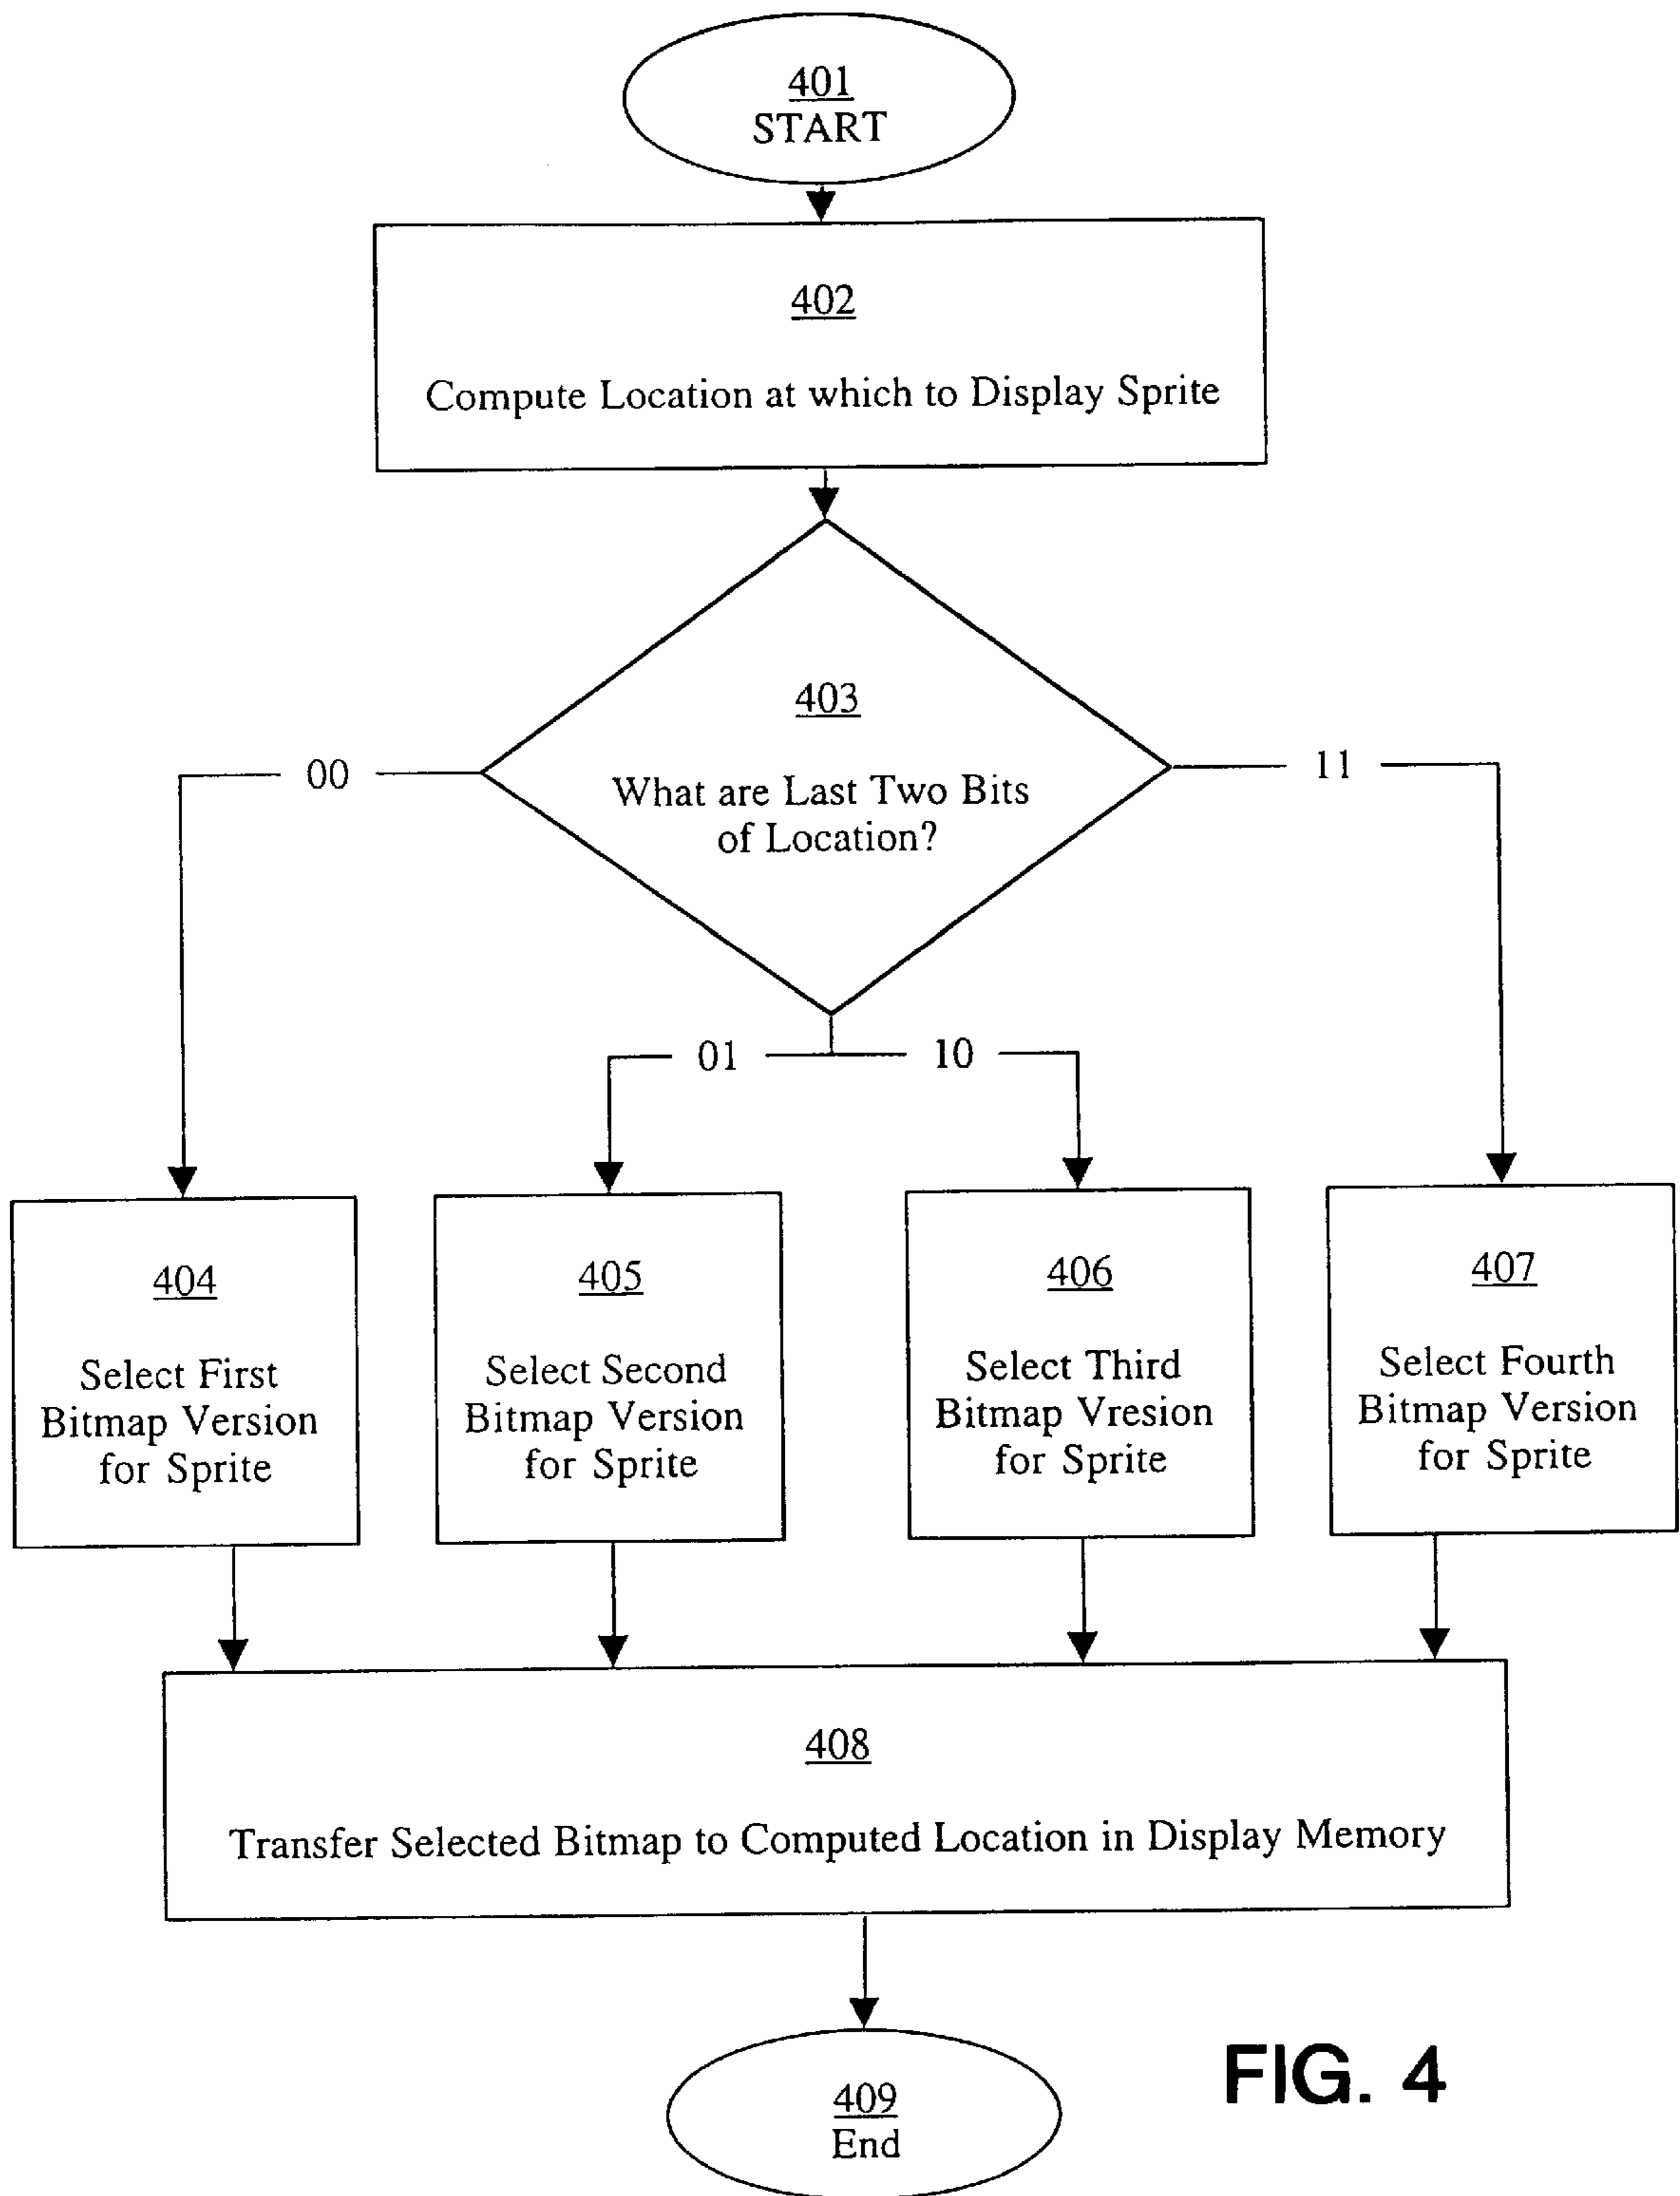 401
START
402
Compute Location at which to Display Sprite
403
What are Last Two Bits
of Location?
00
11
01
10
404
Select First
Bitmap Version
for Sprite
405
Select Second
Bitmap Version
for Sprite
406
Select Third
Bitmap Vresion
for Sprite
407
Select Fourth
Bitmap Version
for Sprite
408
Transfer Selected Bitmap to Computed Location in Display Memory
409
End
FIG. 4